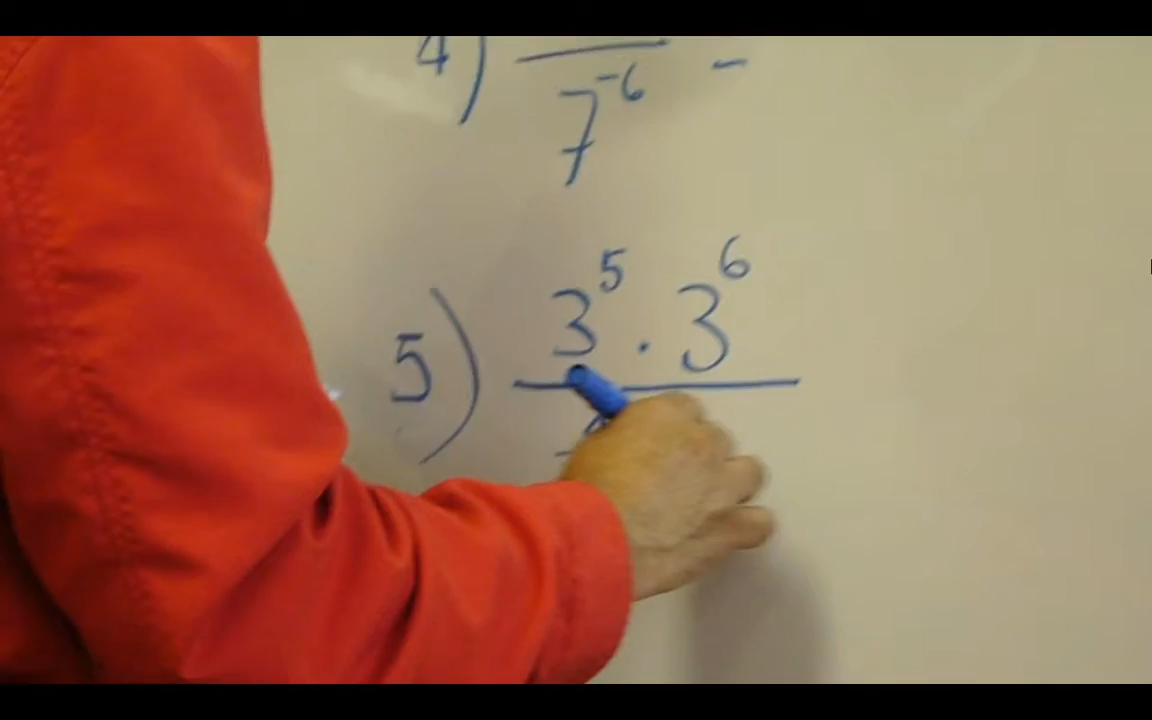 4) ― =
7⁻⁶
5) 3⁵ · 3⁶